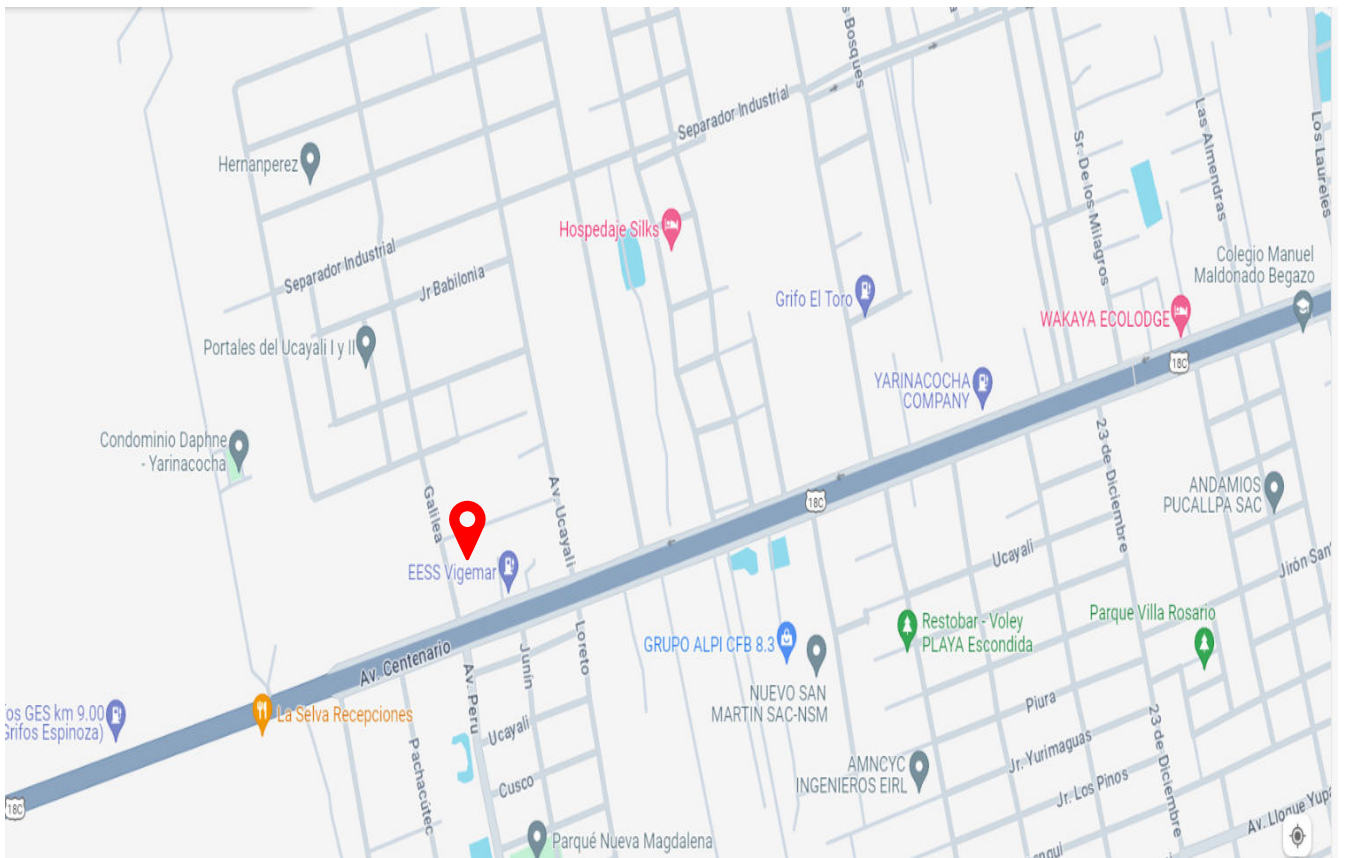 s Bosques
Separador Industrial
Hernanperez
Sr. De los Milagros
Las Almendras
Los Laureles
Hospedaje Silks
Separador Industrial
Jr Babilonia
Colegio Manuel
Maldonado Begazo
Grifo El Toro
WAKAYA ECOLODGE
Portales del Ucayali I y II
18C
YARINACOCHA
COMPANY
Condominio Daphne
- Yarinacocha
23 de Diciembre
Galilea
Av. Ucayali
18C
ANDAMIOS
PUCALLPA SAC
EESS Vigemar
Ucayali
Jirón San
Parque Villa Rosario
Restobar - Voley
PLAYA Escondida
GRUPO ALPI CFB 8.3
Av. Centenario
Av. Peru
Junín
Loreto
NUEVO SAN
MARTIN SAC-NSM
Piura
os GES km 9.00
Grifos Espinoza)
La Selva Recepciones
Ucayali
Pachacútec
23 de Diciembre
Jr. Yurimaguas
AMNCYC
INGENIEROS EIRL
Jr. Los Pinos
Cusco
18C
Av. Lloque Yupa
Parqué Nueva Magdalena